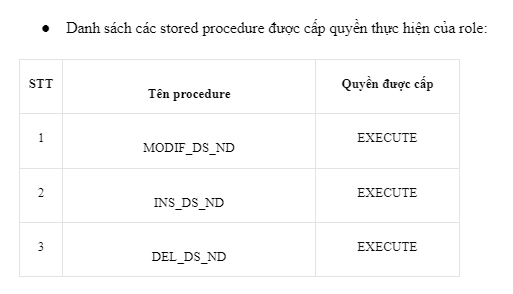 ● Danh sách các stored procedure được cấp quyền thực hiện của role:
STT Tên procedure Quyền được cấp
1 MODIF_DS_ND EXECUTE
2 INS_DS_ND EXECUTE
3 DEL_DS_ND EXECUTE